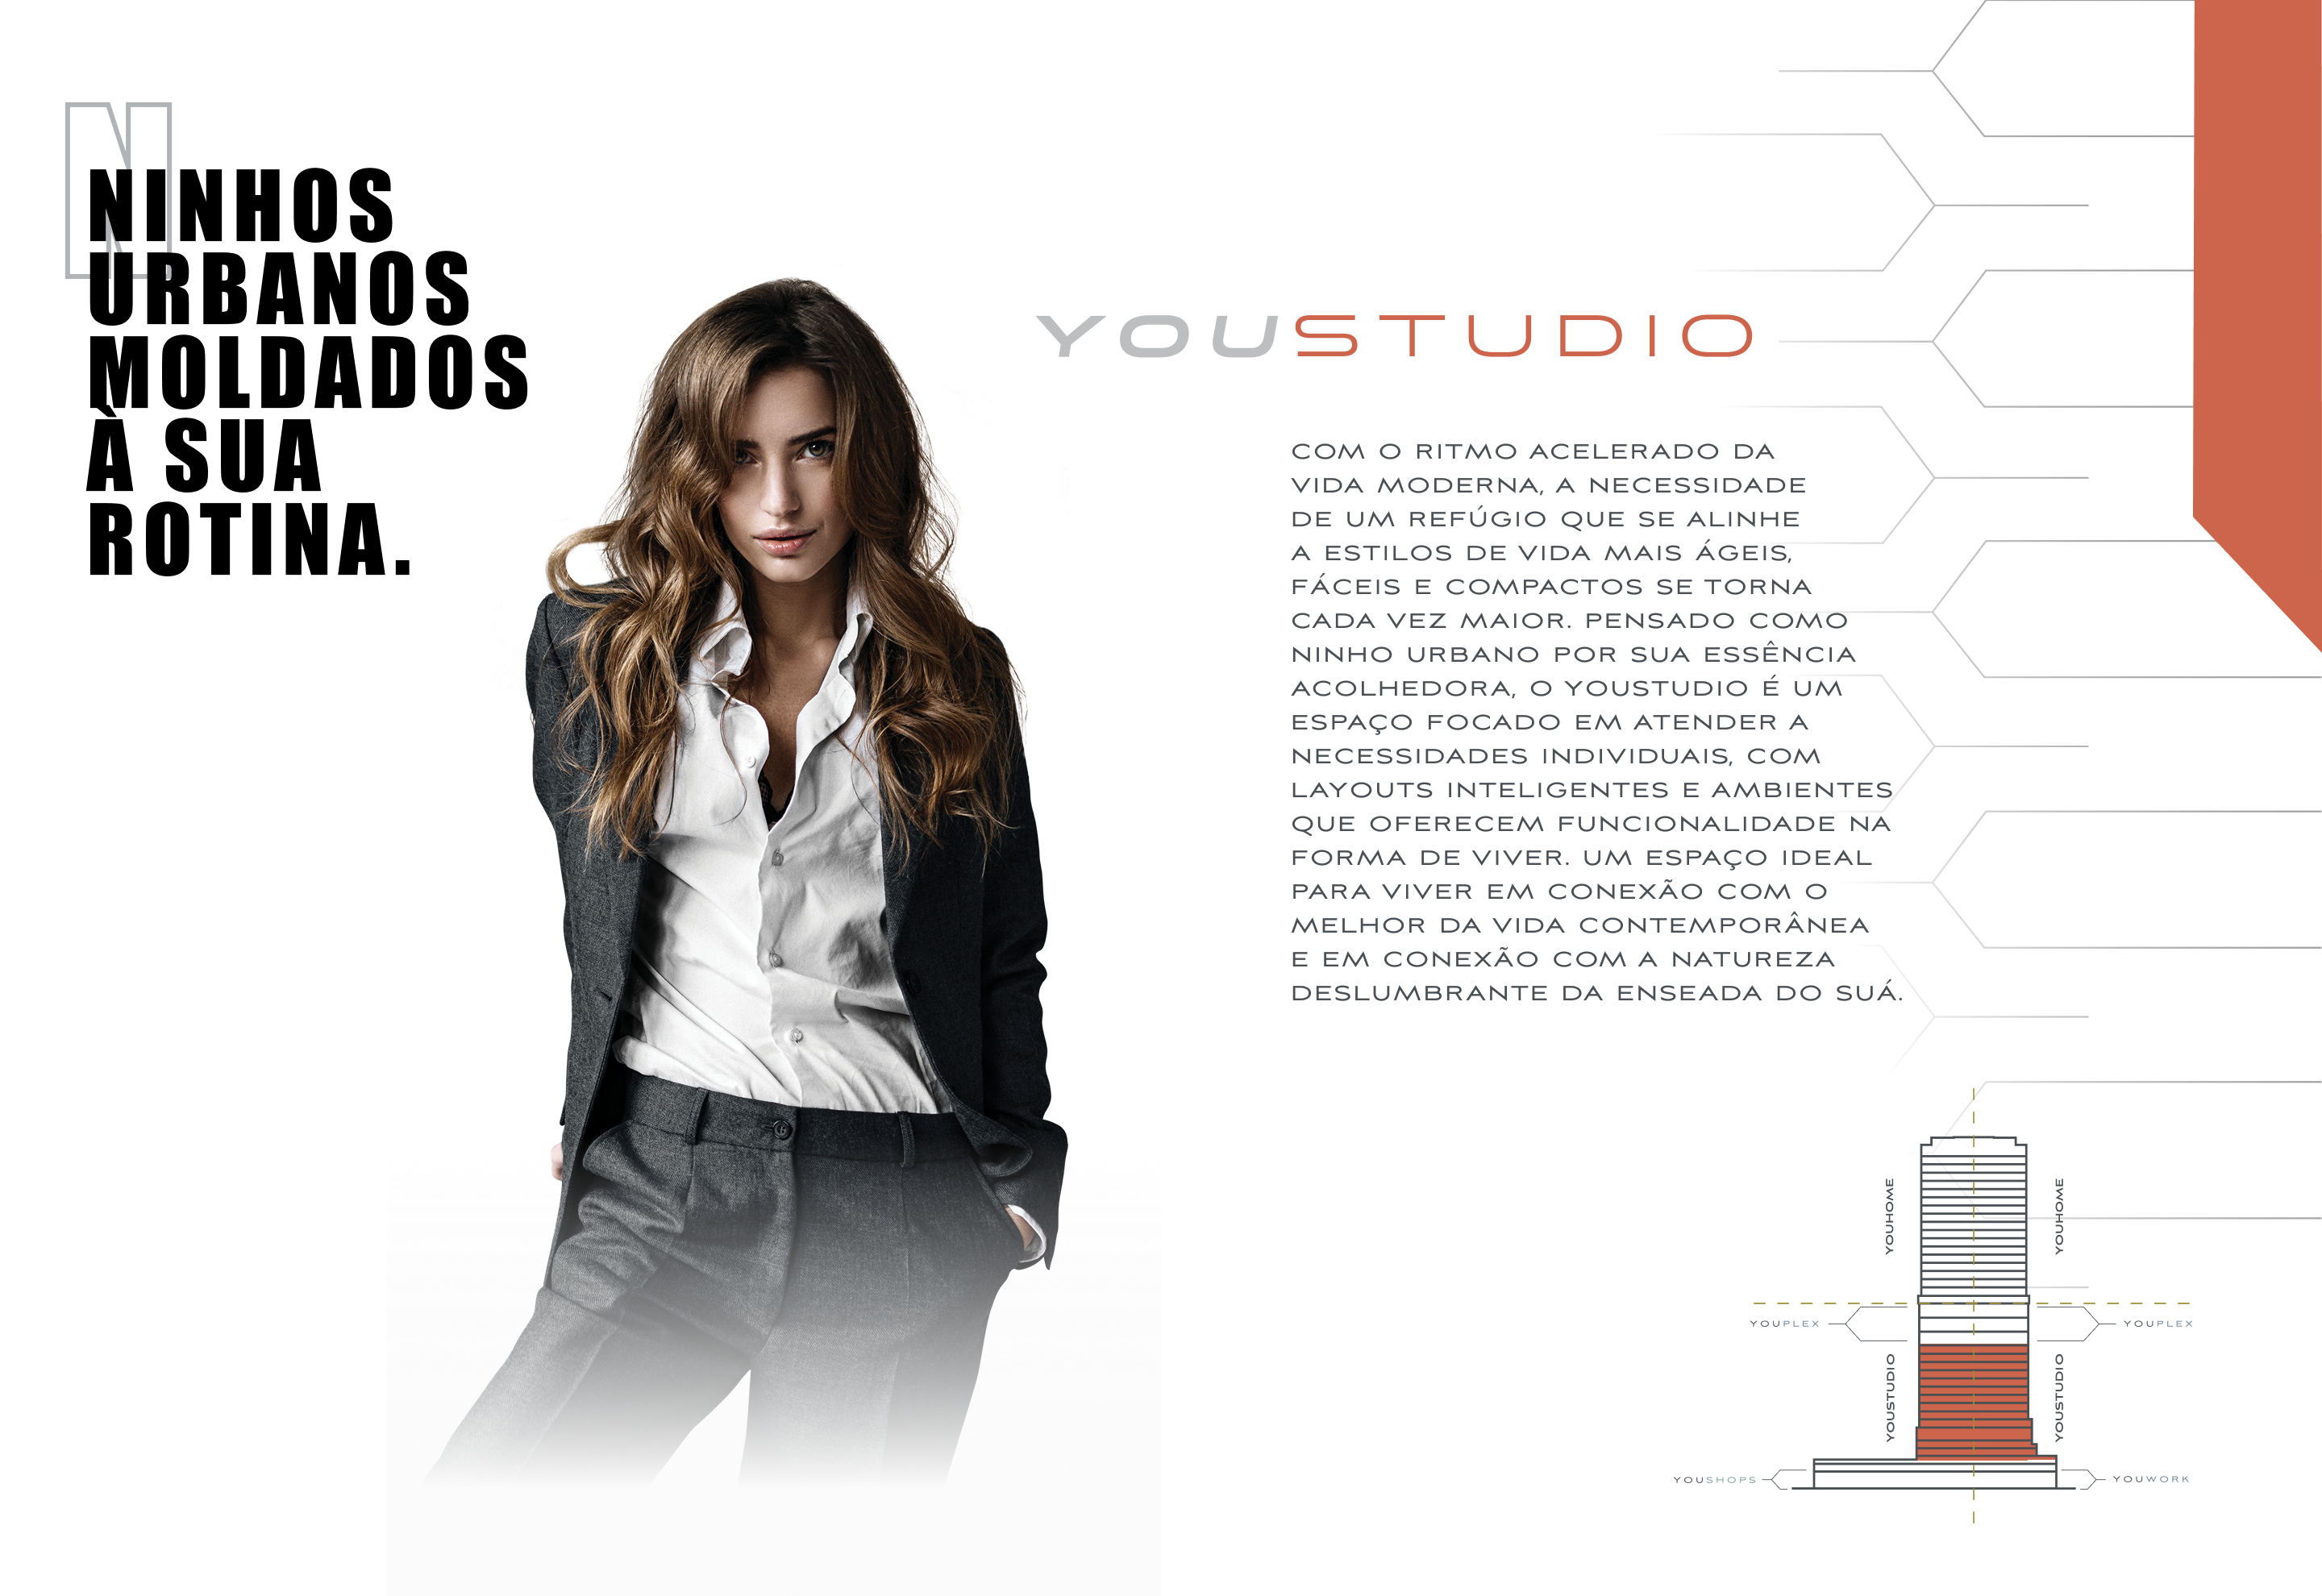 N
NINHOS
URBANOS
MOLDADOS
À SUA
ROTINA.
YOUSTUDIO
COM O RITMO ACELERADO DA
VIDA MODERNA, A NECESSIDADE
DE UM REFÚGIO QUE SE ALINHE
A ESTILOS DE VIDA MAIS ÁGEIS,
FÁCEIS E COMPACTOS SE TORNA
CADA VEZ MAIOR. PENSADO COMO
NINHO URBANO POR SUA ESSÊNCIA
ACOLHEDORA, O YOUSTUDIO É UM
ESPAÇO FOCADO EM ATENDER A
NECESSIDADES INDIVIDUAIS, COM
LAYOUTS INTELIGENTES E AMBIENTES
QUE OFERECEM FUNCIONALIDADE NA
FORMA DE VIVER. UM ESPAÇO IDEAL
PARA VIVER EM CONEXÃO COM O
MELHOR DA VIDA CONTEMPORÂNEA
E EM CONEXÃO COM A NATUREZA
DESLUMBRANTE DA ENSEADA DO SUÁ.
YOUHOME
YOUHOME
YOUPLEX
YOUPLEX
YOUSTUDIO
YOUSTUDIO
YOUSHOPS
YOUWORK